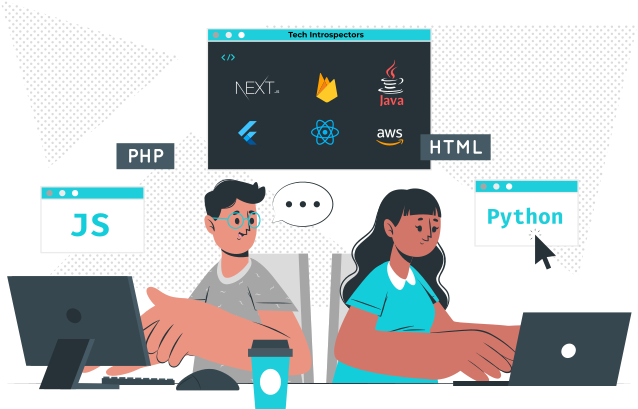 Tech Introspectors
</>
NEXT.JS
Java
aws
PHP
HTML
JS
Python